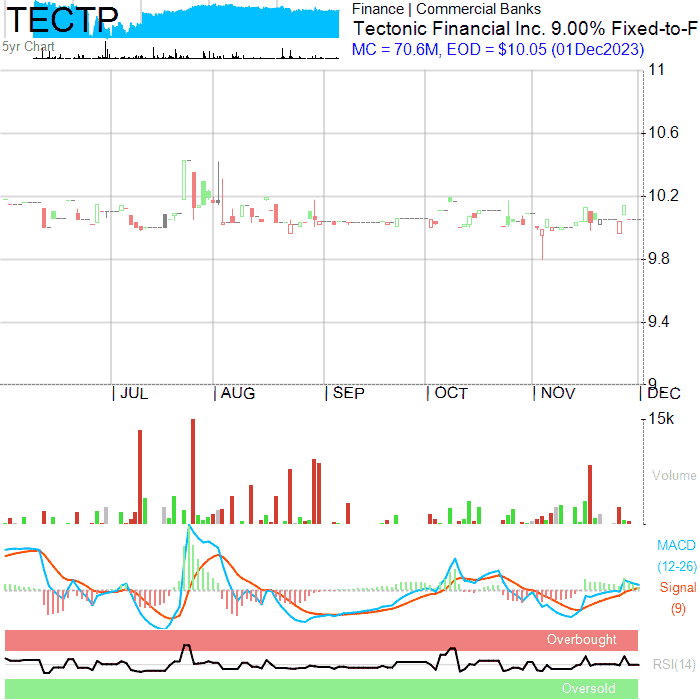 TECTP
Finance | Commercial Banks
Tectonic Financial Inc. 9.00% Fixed-to-F
5yr Chart
MC = 70.6M, EOD = $10.05 (01Dec2023)
11
10.6
10.2
9.8
9.4
9
JUL AUG SEP OCT NOV DEC
15k
Volume
MACD
(12-26)
Signal
(9)
Overbought
RSI(14)
Oversold